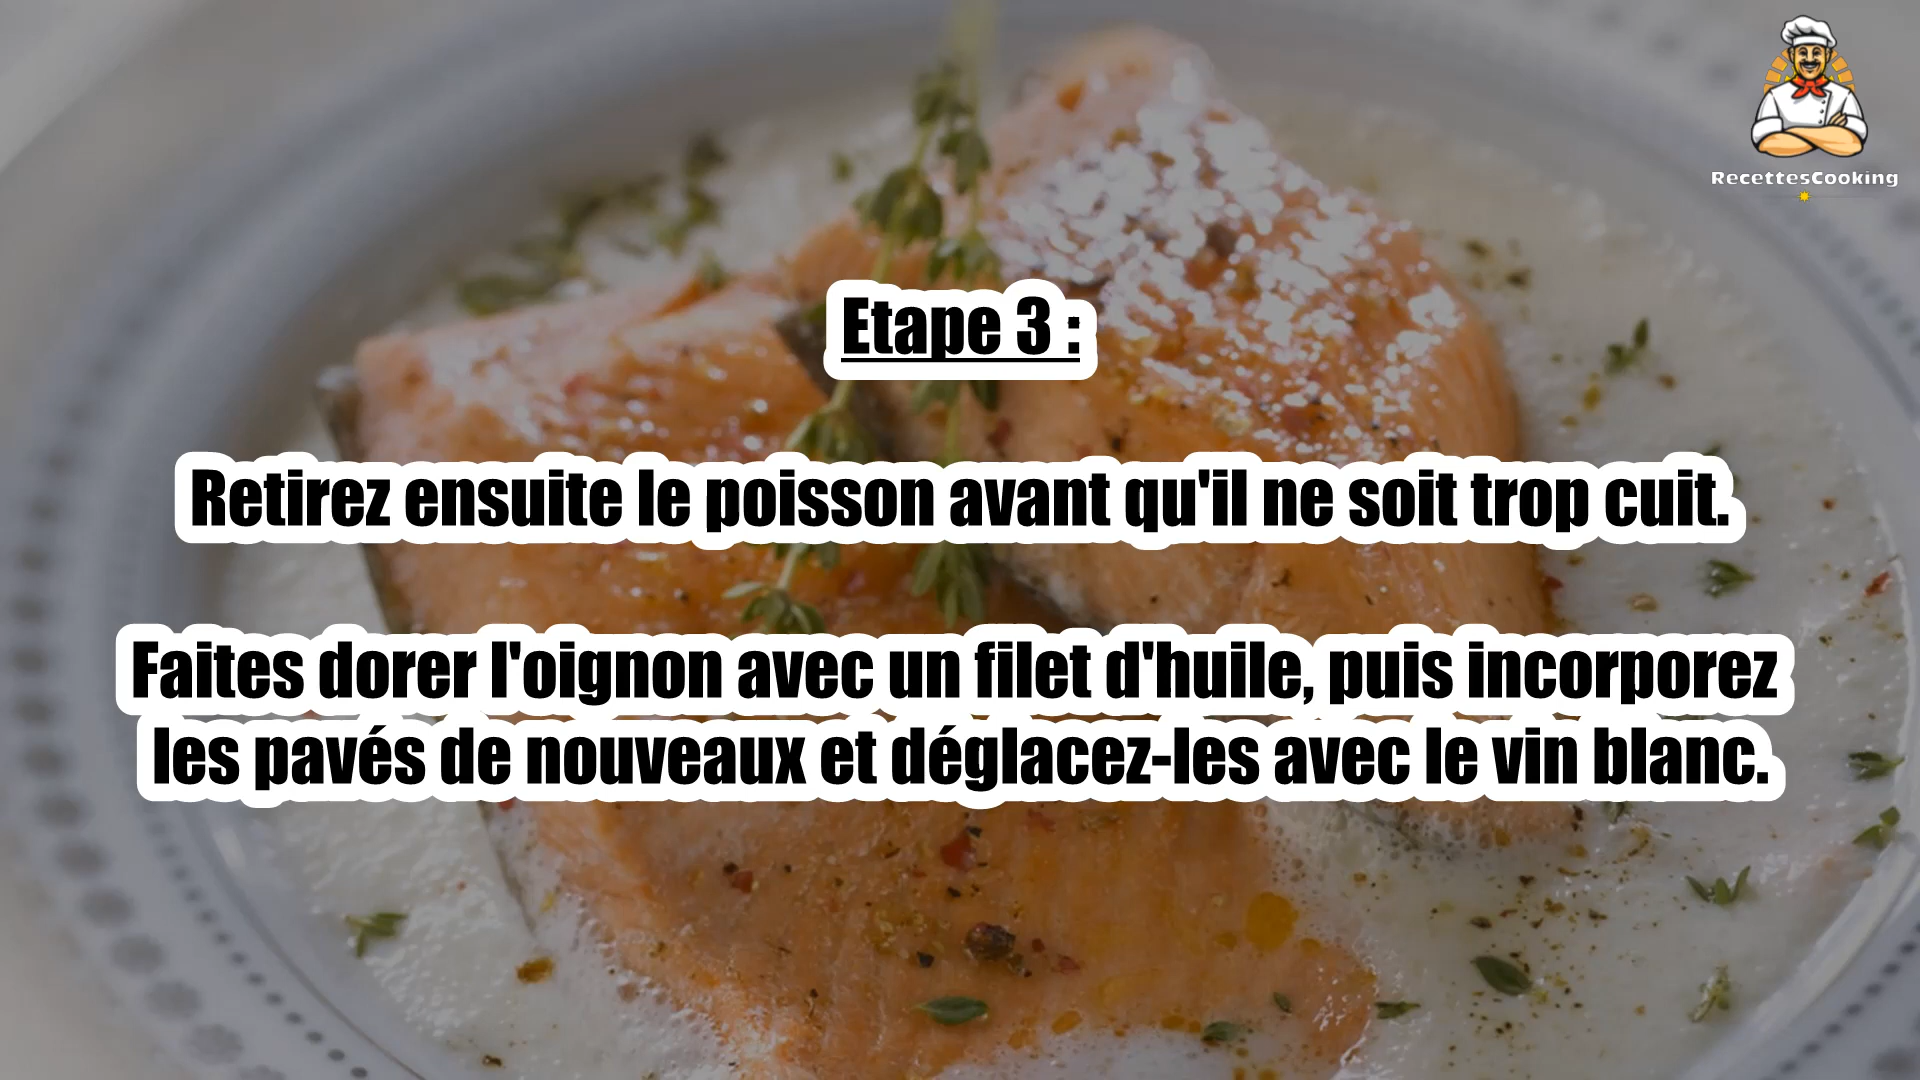 RecettesCooking
Etape 3 :
Retirez ensuite le poisson avant qu'il ne soit trop cuit.
Faites dorer l'oignon avec un filet d'huile, puis incorporez
les pavés de nouveaux et déglacez-les avec le vin blanc.